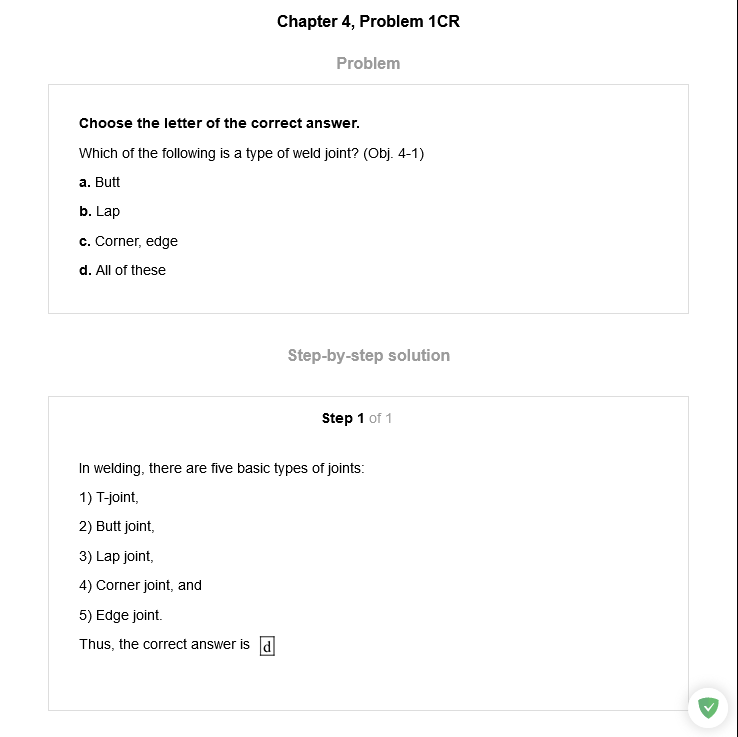 Chapter 4, Problem 1CR
Problem
Choose the letter of the correct answer.
Which of the following is a type of weld joint? (Obj. 4-1)
a. Butt
b. Lap
c. Corner, edge
d. All of these
Step-by-step solution
Step 1 of 1
In welding, there are five basic types of joints:
1) T-joint,
2) Butt joint,
3) Lap joint,
4) Corner joint, and
5) Edge joint.
Thus, the correct answer is d